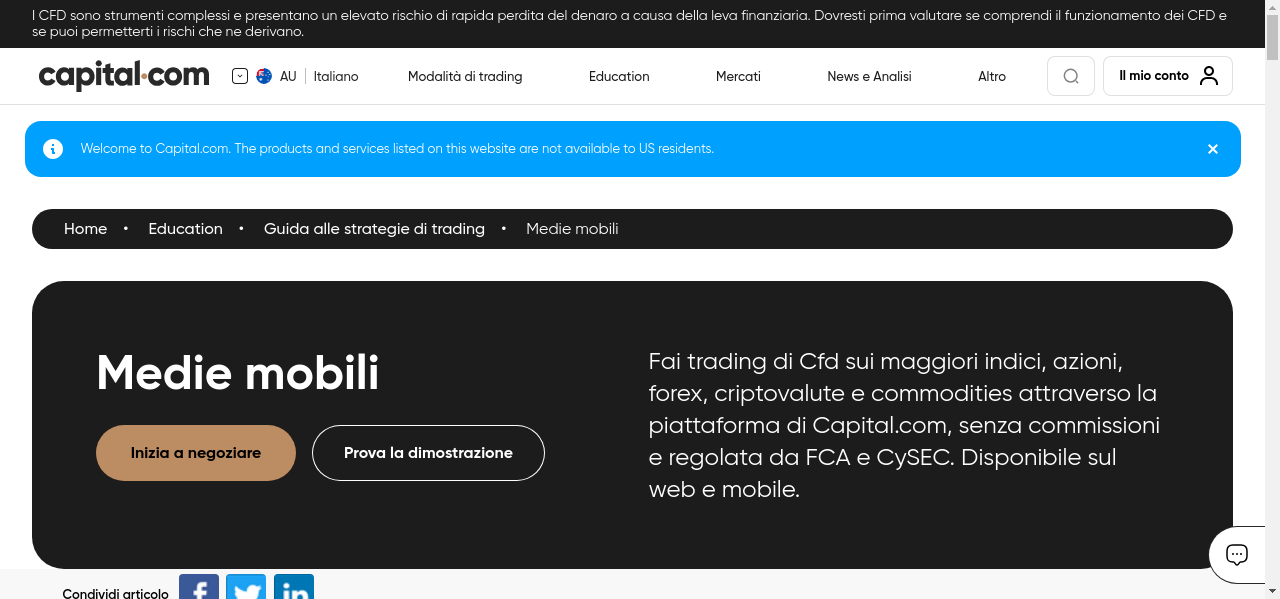 I CFD sono strumenti complessi e presentano un elevato rischio di rapida perdita del denaro a causa della leva finanziaria. Dovresti prima valutare se comprendi il funzionamento dei CFD e
se puoi permetterti i rischi che ne derivano.
capital.com
AU
Italiano
Modalità di trading
Education
Mercati
News e Analisi
Altro
Il mio conto
Welcome to Capital.com. The products and services listed on this website are not available to US residents.
Home • Education • Guida alle strategie di trading • Medie mobili
Medie mobili
Inizia a negoziare
Prova la dimostrazione
Fai trading di Cfd sui maggiori indici, azioni,
forex, criptovalute e commodities attraverso la
piattaforma di Capital.com, senza commissioni
e regolata da FCA e CySEC. Disponibile sul
web e mobile.
Condividi articolo